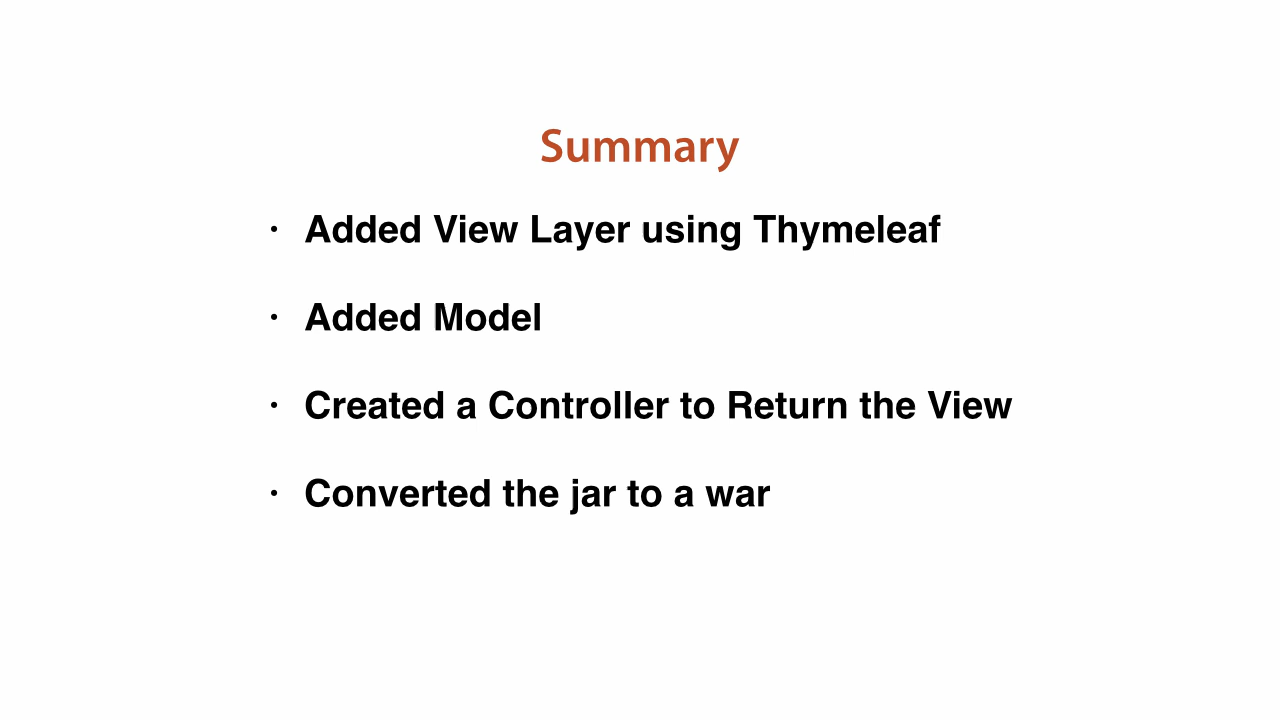 Summary
• Added View Layer using Thymeleaf
• Added Model
• Created a Controller to Return the View
• Converted the jar to a war